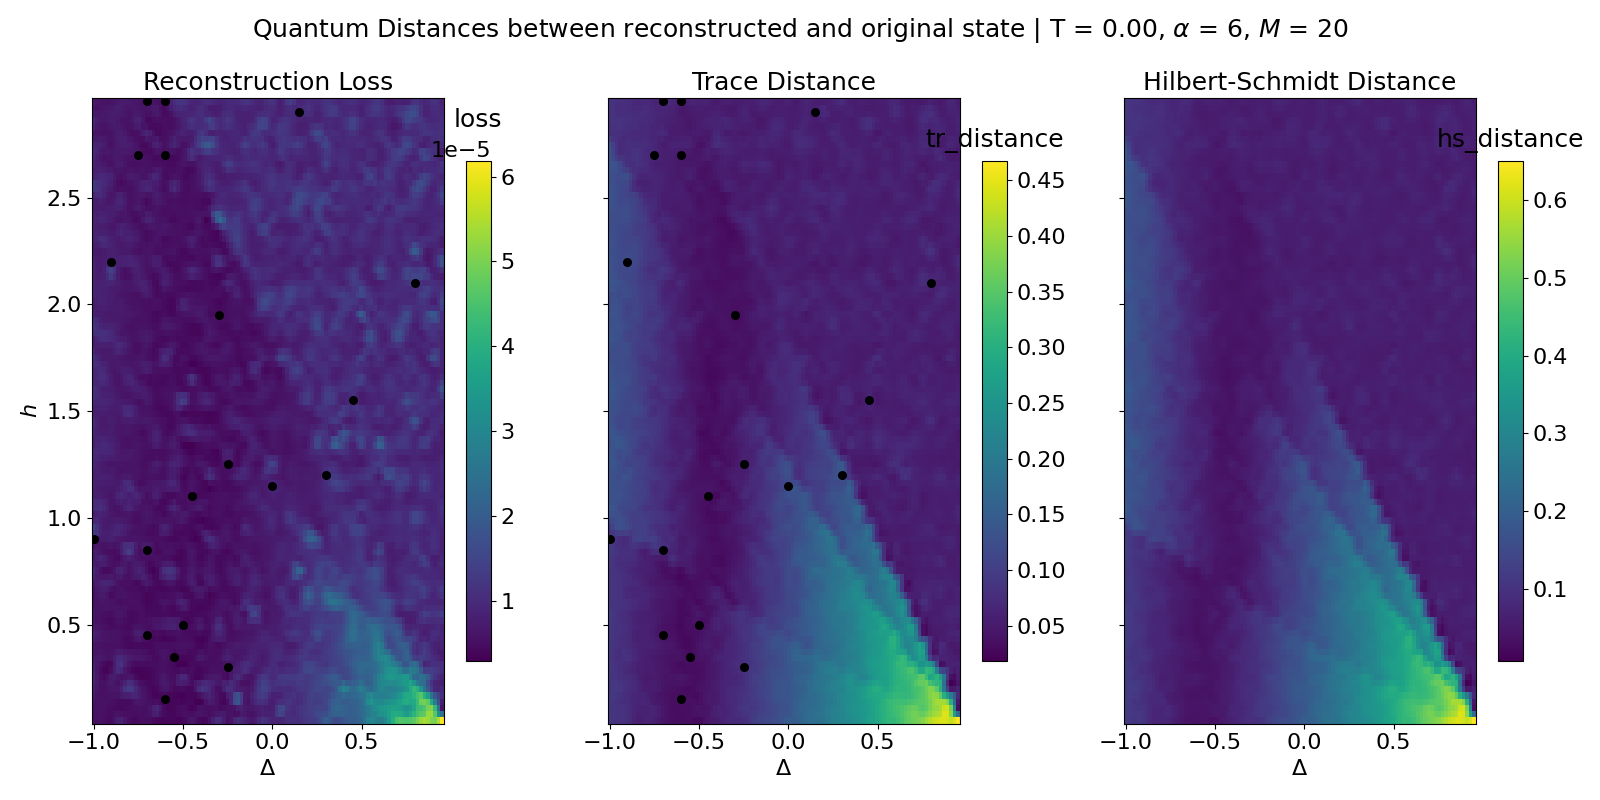 Quantum Distances between reconstructed and original state | T = 0.00, α = 6, M = 20
Reconstruction Loss
Trace Distance
Hilbert-Schmidt Distance
loss
1e−5
6
5
4
3
2
1
tr_distance
0.45
0.40
0.35
0.30
0.25
0.20
0.15
0.10
0.05
hs_distance
0.6
0.5
0.4
0.3
0.2
0.1
h
2.5
2.0
1.5
1.0
0.5
−1.0 −0.5 0.0 0.5
Δ
−1.0 −0.5 0.0 0.5
Δ
−1.0 −0.5 0.0 0.5
Δ